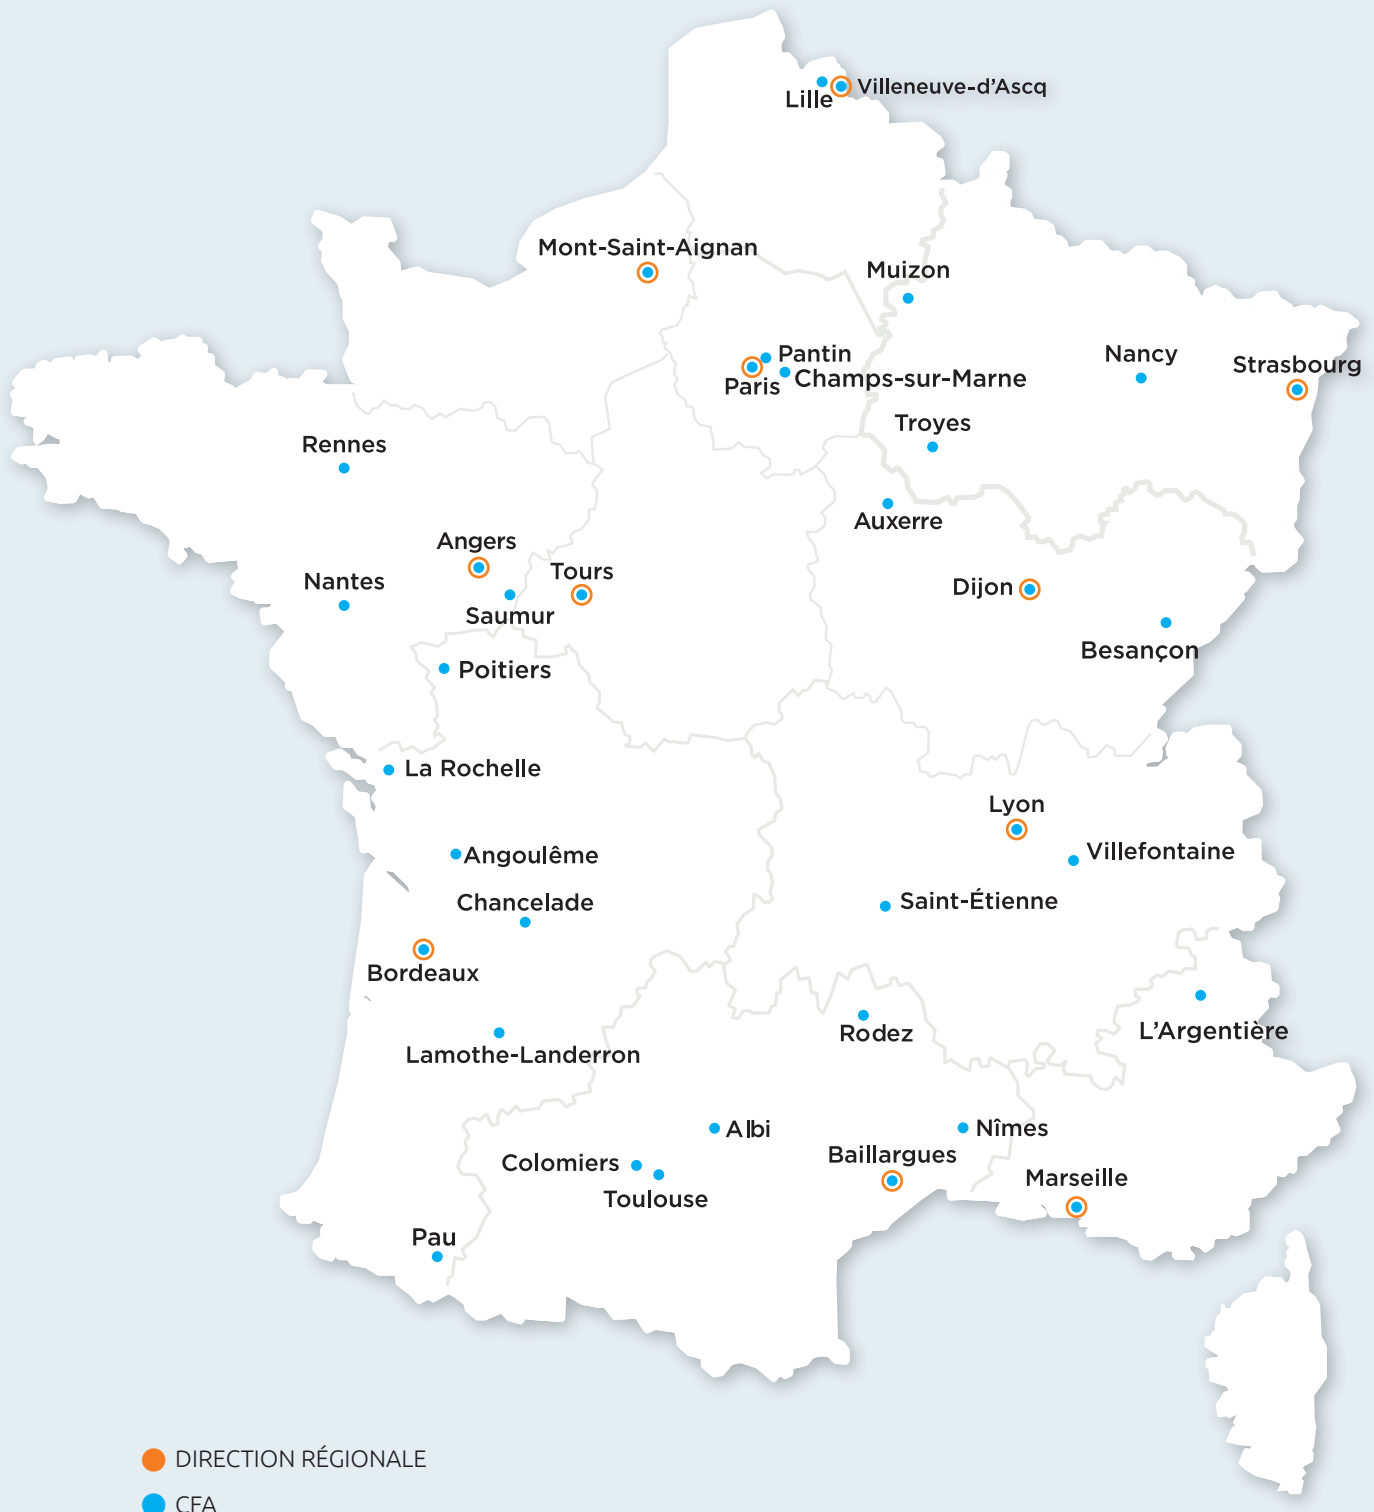 Villeneuve-d'Ascq
Lille
Mont-Saint-Aignan
Muizon
Pantin
Nancy
Strasbourg
Paris
Champs-sur-Marne
Troyes
Rennes
Auxerre
Angers
Tours
Nantes
Dijon
Saumur
Besançon
Poitiers
La Rochelle
Lyon
Villefontaine
Angoulême
Chancelade
Saint-Étienne
Bordeaux
L'Argentière
Rodez
Lamothe-Landerron
Albi
Nîmes
Baillargues
Colomiers
Marseille
Toulouse
Pau
DIRECTION RÉGIONALE
CFA